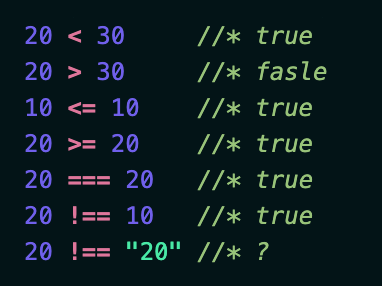 20 < 30 //* true
20 > 30 //* fasle
10 <= 10 //* true
20 >= 20 //* true
20 === 20 //* true
20 !== 10 //* true
20 !== "20" //* ?